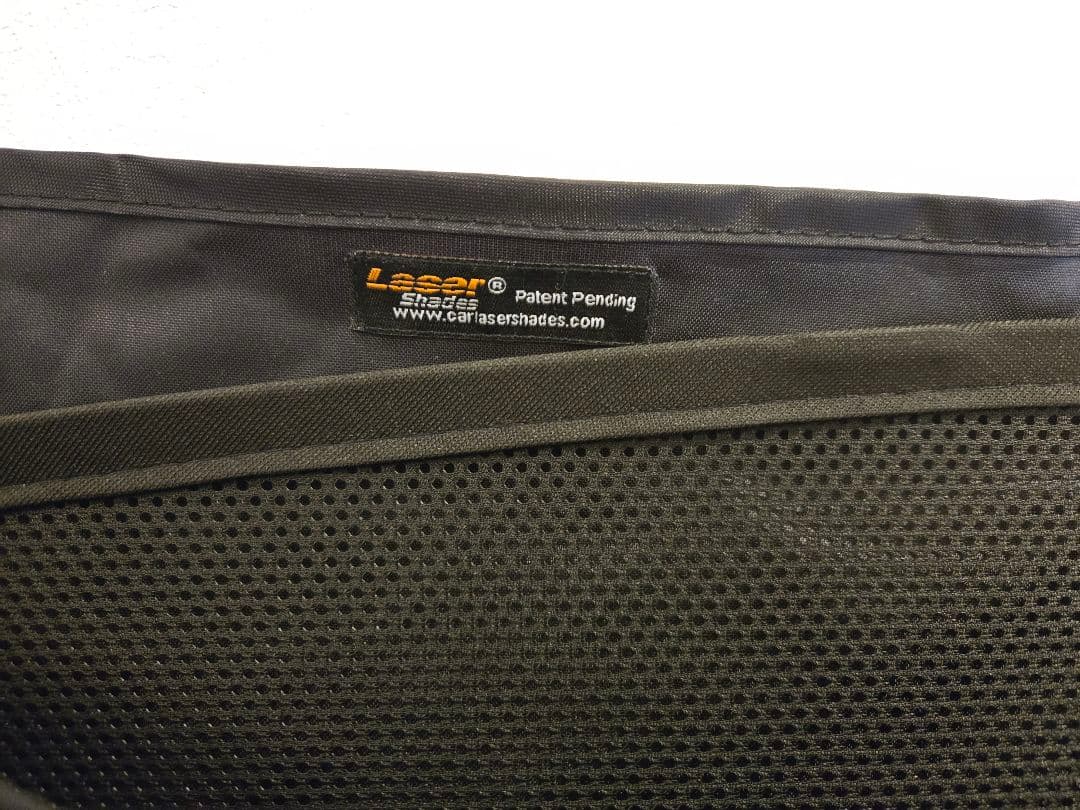 Laser® Patent Pending
Shades
www.carlasershades.com